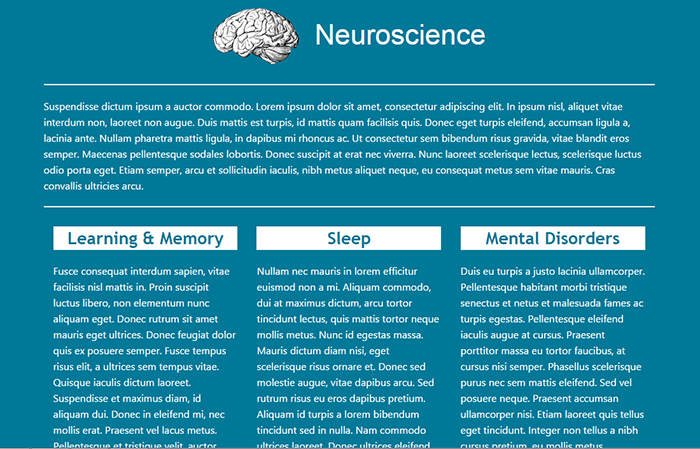 Neuroscience
Suspendisse dictum ipsum a auctor commodo. Lorem ipsum dolor sit amet, consectetur adipiscing elit. In ipsum nisl, aliquet vitae
interdum non, laoreet non augue. Duis mattis est turpis, id mattis quam facilisis quis. Donec eget turpis eleifend, accumsan ligula a,
lacinia ante. Nullam pharetra mattis ligula, in dapibus mi rhoncus ac. Ut consectetur sem bibendum risus gravida, vitae blandit eros
semper. Maecenas pellentesque sodales lobortis. Donec suscipit at erat nec viverra. Nunc laoreet scelerisque lectus, scelerisque luctus
odio porta eget. Etiam semper, arcu et sollicitudin iaculis, nibh metus aliquet neque, eu consequat metus sem vitae mauris. Cras
convallis ultricies arcu.
Learning & Memory
Fusce consequat interdum sapien, vitae
facilisis nisl mattis in. Proin suscipit
luctus libero, non elementum nunc
aliquam eget. Donec rutrum sit amet
mauris eget ultrices. Donec feugiat dolor
quis ex posuere semper. Fusce tempus
risus elit, a ultrices sem tempus vitae.
Quisque iaculis dictum laoreet.
Suspendisse et maximus diam, id
aliquam dui. Donec in eleifend mi, nec
mollis erat. Praesent vel lacus metus.
Pellentesque et tristique velit, auctor
Sleep
Nullam nec mauris in lorem efficitur
euismod non a mi. Aliquam commodo,
dui at maximus dictum, arcu tortor
tincidunt lectus, quis mattis tortor neque
mollis metus. Nunc id egestas massa.
Mauris dictum diam nisi, eget
scelerisque risus ornare et. Donec sed
molestie augue, vitae dapibus arcu. Sed
rutrum risus eu eros dapibus pretium.
Aliquam id turpis a lorem bibendum
tincidunt sed in nulla. Nam commodo
ultrices laoreet. Donec ultricies eleifend
Mental Disorders
Duis eu turpis a justo lacinia ullamcorper.
Pellentesque habitant morbi tristique
senectus et netus et malesuada fames ac
turpis egestas. Pellentesque eleifend
iaculis augue at cursus. Praesent
porttitor massa eu tortor faucibus, at
cursus nisi semper. Phasellus scelerisque
purus nec sem mattis eleifend. Sed vel
posuere neque. Praesent accumsan
ullamcorper nisi. Etiam laoreet quis tellus
eget tincidunt. Integer non tellus a nibh
cursus pretium, eu mollis metus